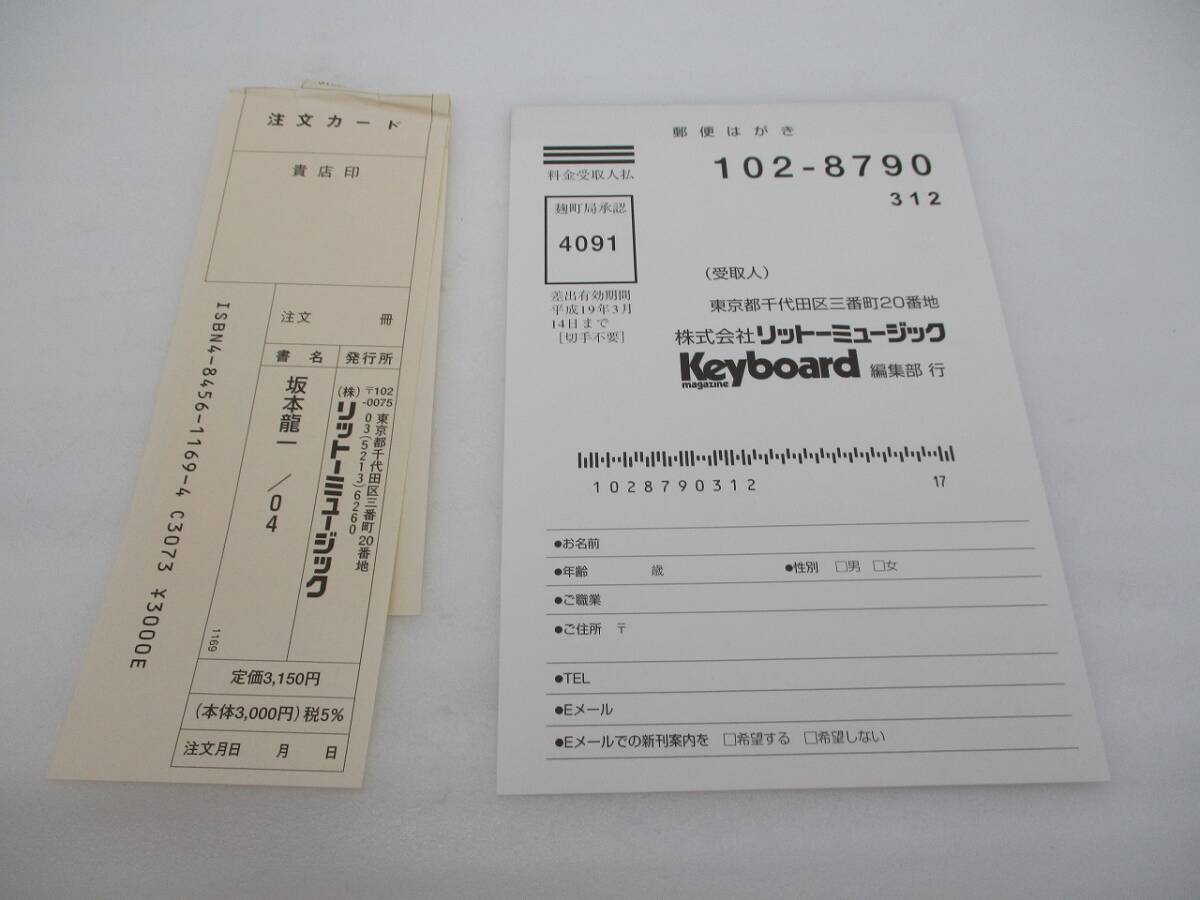 注文カード
貴店印
注文 冊
書名 発行所
坂本龍一 /04
〒102-0075
東京都千代田区三番町20番地
03(5213)6260
(株)リットーミュージック
ISBN4-8456-1169-4 C3073 ¥3000E
1169
定価3,150円
(本体3,000円)税5%
注文月日 月 日
郵便はがき
料金受取人払
102-8790
312
麹町局承認
4091
差出有効期間
平成19年3月
14日まで
[切手不要]
(受取人)
東京都千代田区三番町20番地
株式会社リットーミュージック
Keyboard magazine 編集部 行
1028790312 17
●お名前
●年齢 歳 ●性別 □男 □女
●ご職業
●ご住所 〒
●TEL
●Eメール
●Eメールでの新刊案内を □希望する □希望しない